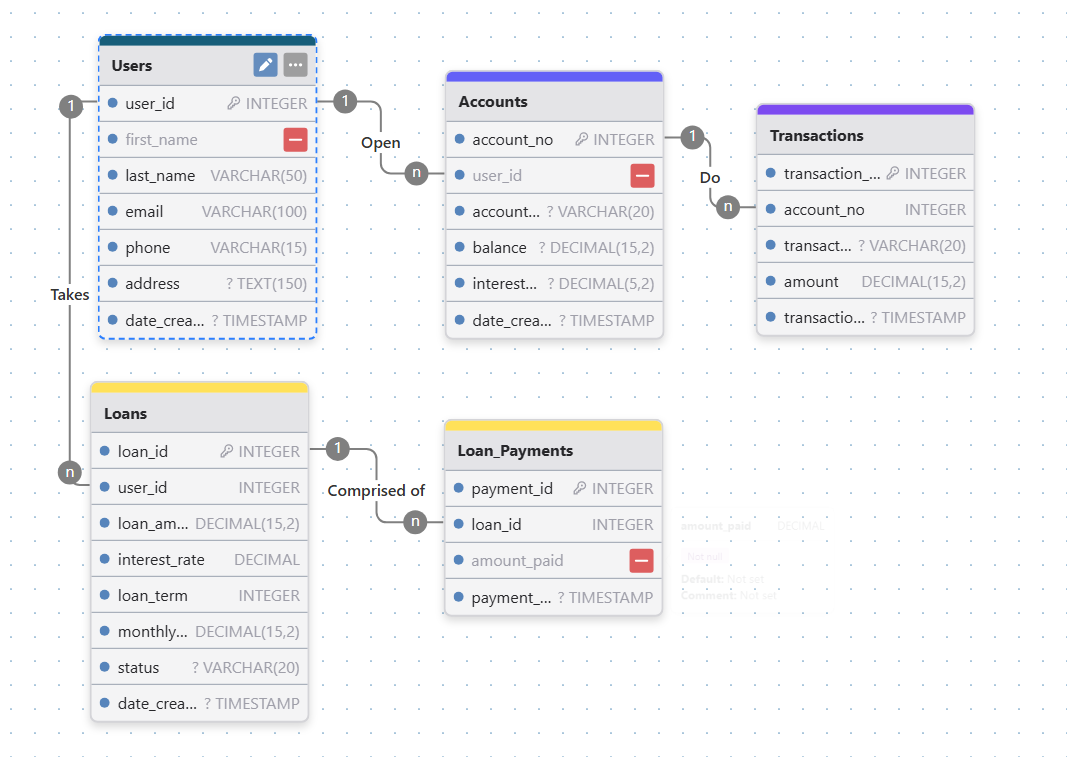 Users
user_id INTEGER
first_name
last_name VARCHAR(50)
email VARCHAR(100)
phone VARCHAR(15)
address ? TEXT(150)
date_crea... ? TIMESTAMP
1
1
Open
n
Takes
n
Accounts
account_no INTEGER
user_id
account... ? VARCHAR(20)
balance ? DECIMAL(15,2)
interest... ? DECIMAL(5,2)
date_crea... ? TIMESTAMP
1
Do
n
Transactions
transaction_... INTEGER
account_no INTEGER
transact... ? VARCHAR(20)
amount DECIMAL(15,2)
transactio... ? TIMESTAMP
Loans
loan_id INTEGER
user_id INTEGER
loan_am... DECIMAL(15,2)
interest_rate DECIMAL
loan_term INTEGER
monthly... DECIMAL(15,2)
status ? VARCHAR(20)
date_crea... ? TIMESTAMP
1
Comprised of
n
Loan_Payments
payment_id INTEGER
loan_id INTEGER
amount_paid
payment_... ? TIMESTAMP
amount_paid DECIMAL
Not null
Default: Not set
Comment: Not set